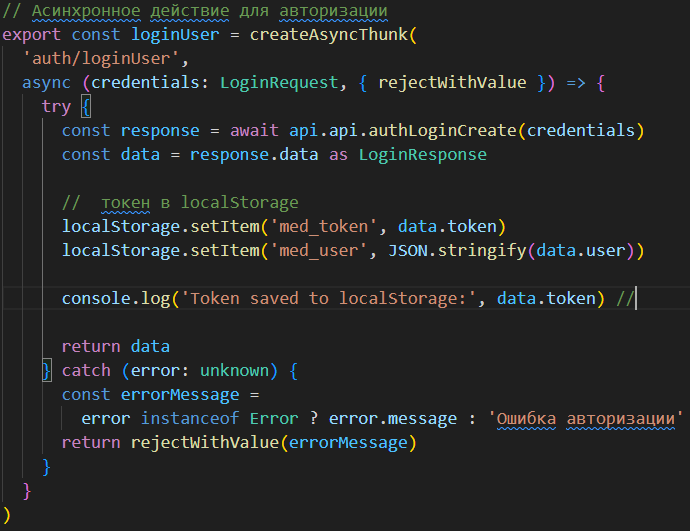 // Асинхронное действие для авторизации
export const loginUser = createAsyncThunk(
  'auth/loginUser',
  async (credentials: LoginRequest, { rejectWithValue }) => {
    try {
      const response = await api.api.authLoginCreate(credentials)
      const data = response.data as LoginResponse

      //  токен в localStorage
      localStorage.setItem('med_token', data.token)
      localStorage.setItem('med_user', JSON.stringify(data.user))

      console.log('Token saved to localStorage:', data.token) //

      return data
    } catch (error: unknown) {
      const errorMessage =
        error instanceof Error ? error.message : 'Ошибка авторизации'
      return rejectWithValue(errorMessage)
    }
  }
)